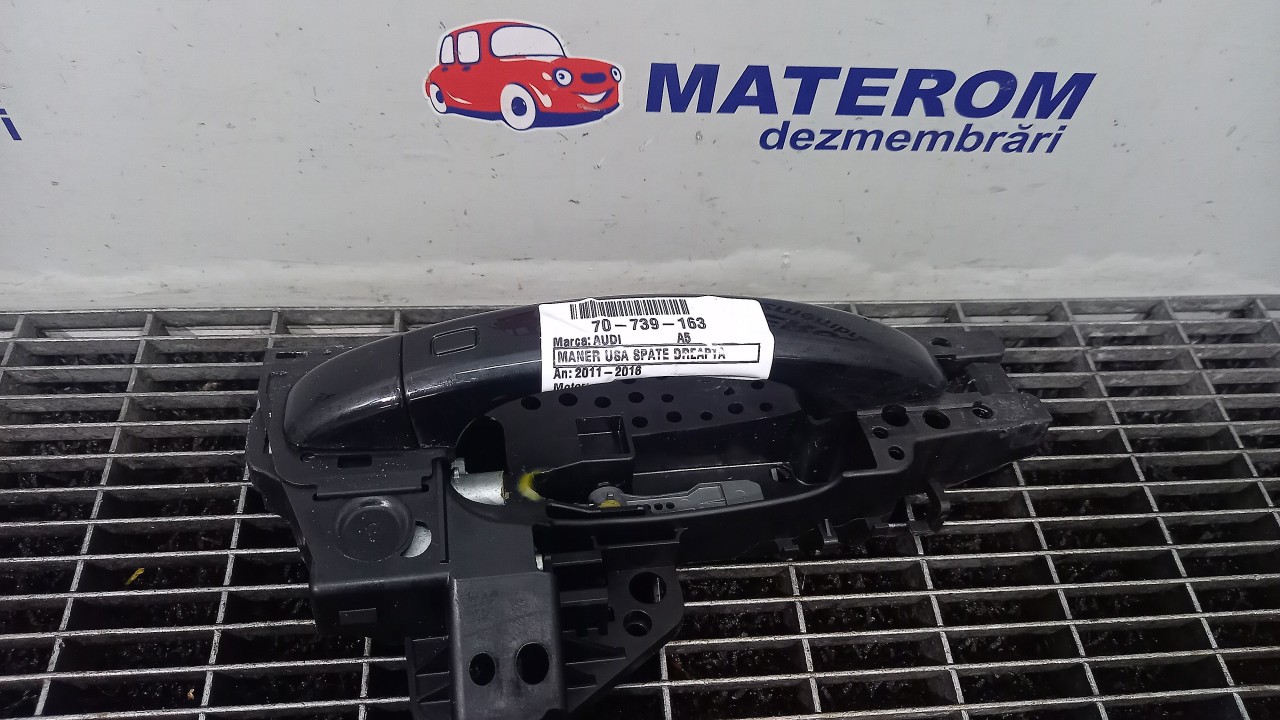 MATEROM
dezmembrări
70-739-163
Marca: AUDI A5
MANER USA SPATE DREAPTA
An: 2011-2016